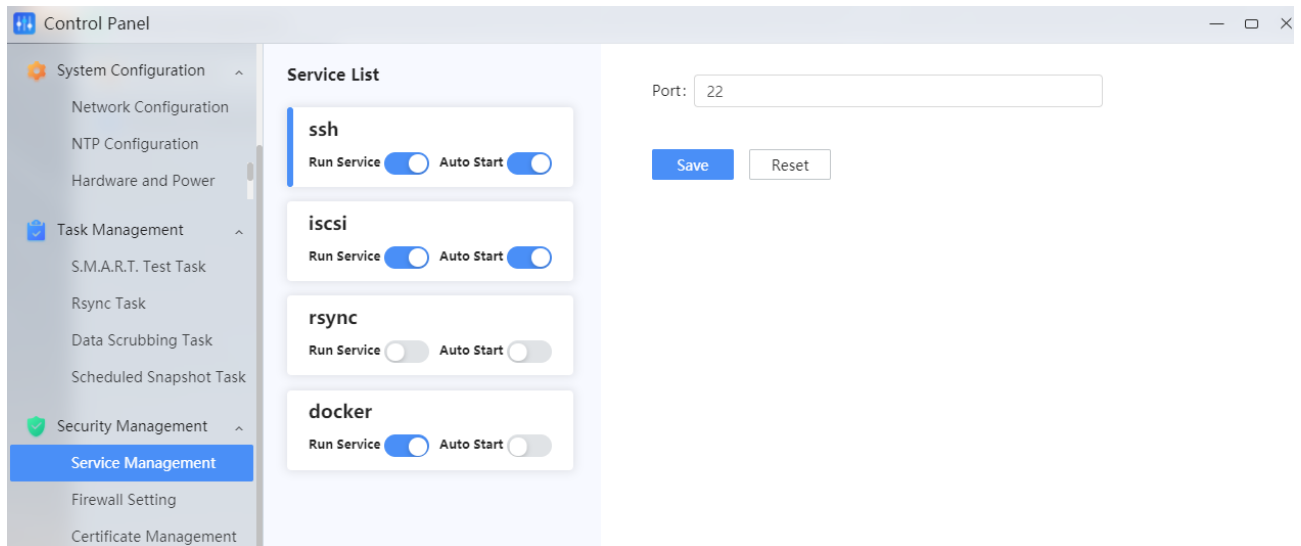 Control Panel
System Configuration
Network Configuration
NTP Configuration
Hardware and Power
Task Management
S.M.A.R.T. Test Task
Rsync Task
Data Scrubbing Task
Scheduled Snapshot Task
Security Management
Service Management
Firewall Setting
Certificate Management
Service List
ssh
Run Service Auto Start
iscsi
Run Service Auto Start
rsync
Run Service Auto Start
docker
Run Service Auto Start
Port: 22
Save Reset